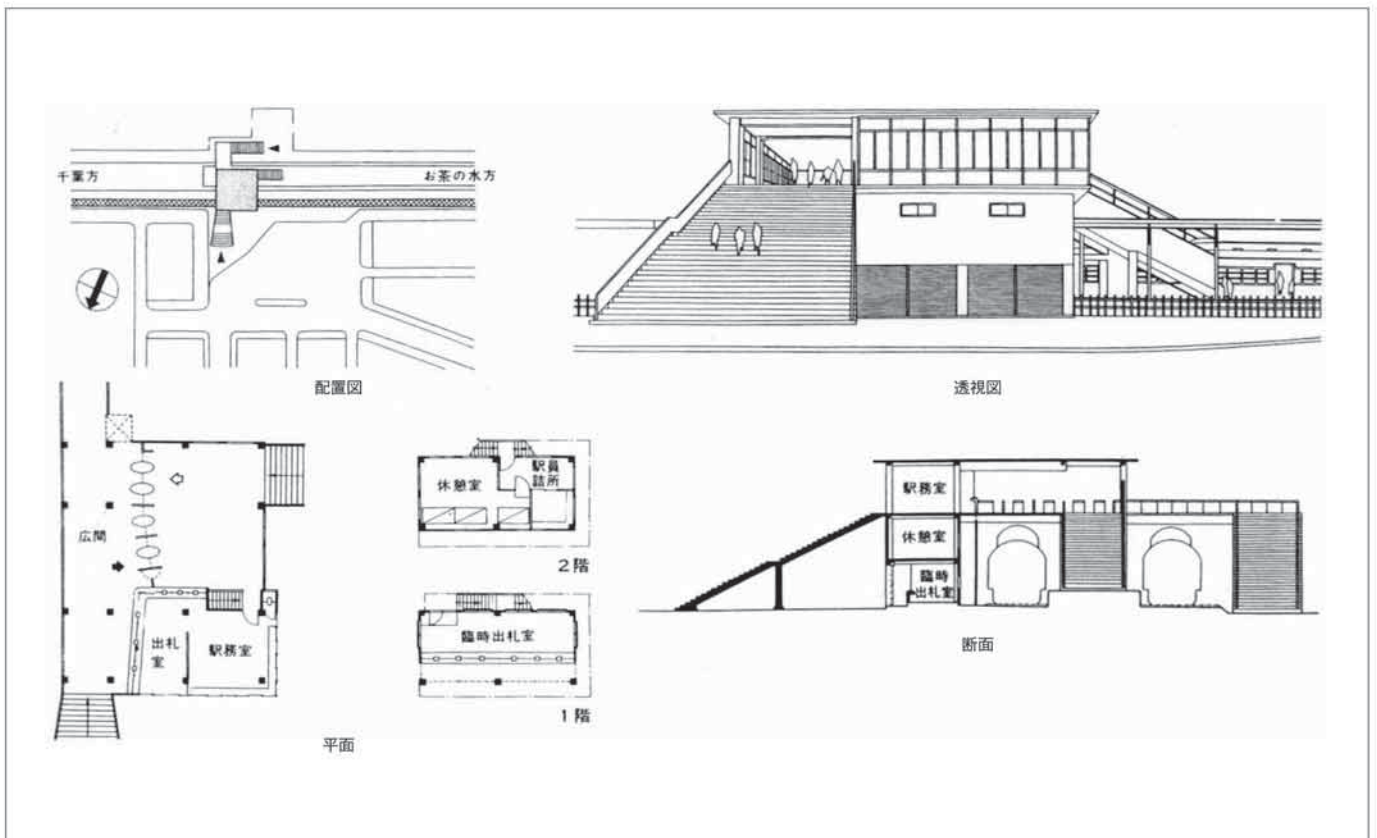 千葉方
お茶の水方
配置図
透視図
広間
出札
室
駅務室
平面
休憩室
駅員
詰所
2階
臨時出札室
1階
駅務室
休憩室
臨時
出札室
断面